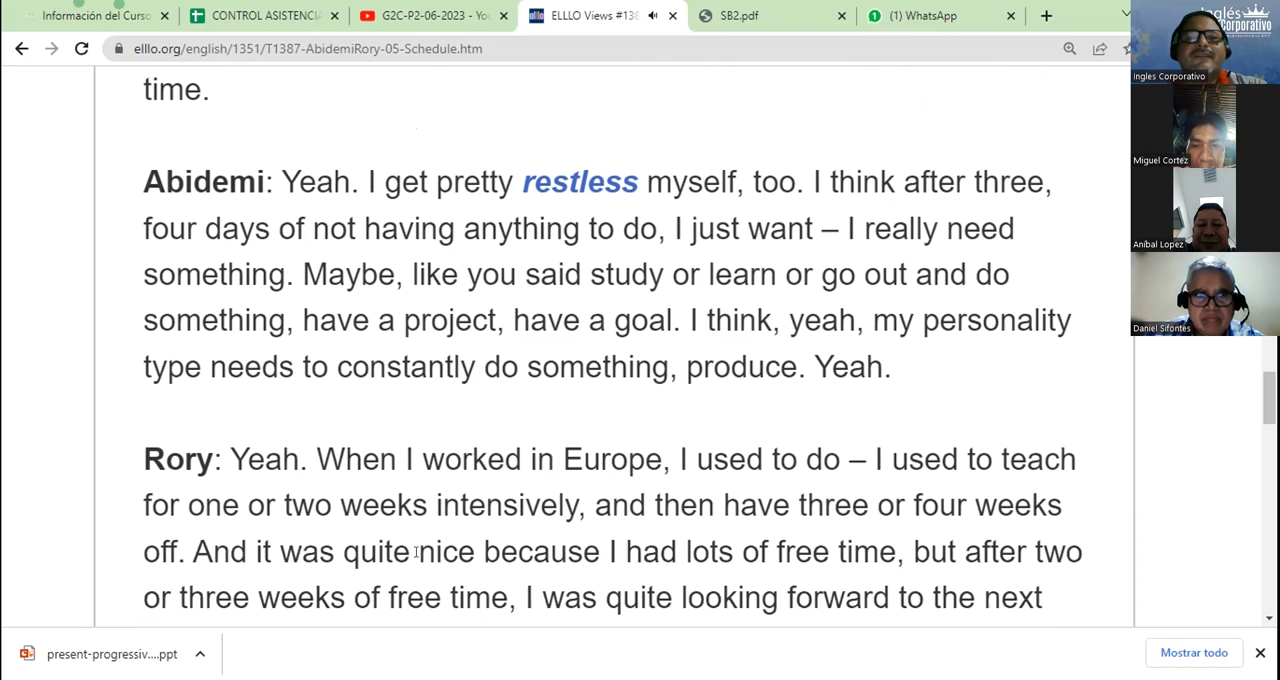 Información del Curso
CONTROL ASISTENCIA
G2C-P2-06-2023 - You
ELLLO Views #138
SB2.pdf
(1) WhatsApp
elllo.org/english/1351/T1387-AbidemiRory-05-Schedule.htm
Inglés
Corporativo
Ingles Corporativo
Miguel Cortez
Aníbal Lopez
Daniel Sifontes
time.
Abidemi: Yeah. I get pretty restless myself, too. I think after three,
four days of not having anything to do, I just want – I really need
something. Maybe, like you said study or learn or go out and do
something, have a project, have a goal. I think, yeah, my personality
type needs to constantly do something, produce. Yeah.
Rory: Yeah. When I worked in Europe, I used to do – I used to teach
for one or two weeks intensively, and then have three or four weeks
off. And it was quite nice because I had lots of free time, but after two
or three weeks of free time, I was quite looking forward to the next
present-progressiv....ppt
Mostrar todo